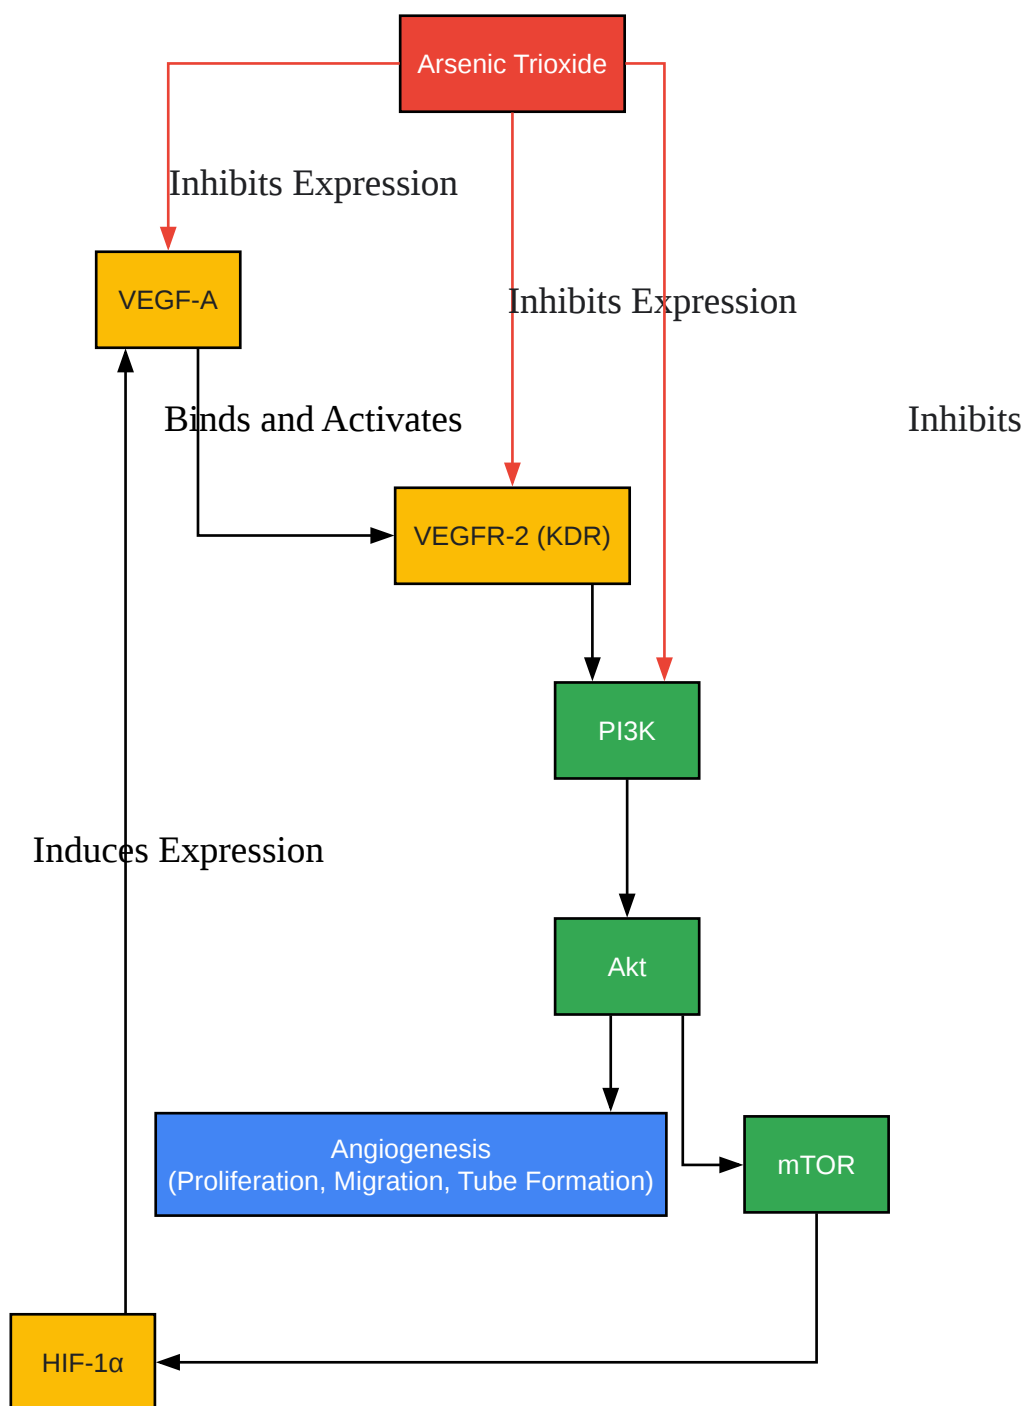 Arsenic Trioxide
Inhibits Expression
VEGF-A
Inhibits Expression
Binds and Activates
Inhibits
VEGFR-2 (KDR)
PI3K
Induces Expression
Akt
Angiogenesis
(Proliferation, Migration, Tube Formation)
mTOR
HIF-1α